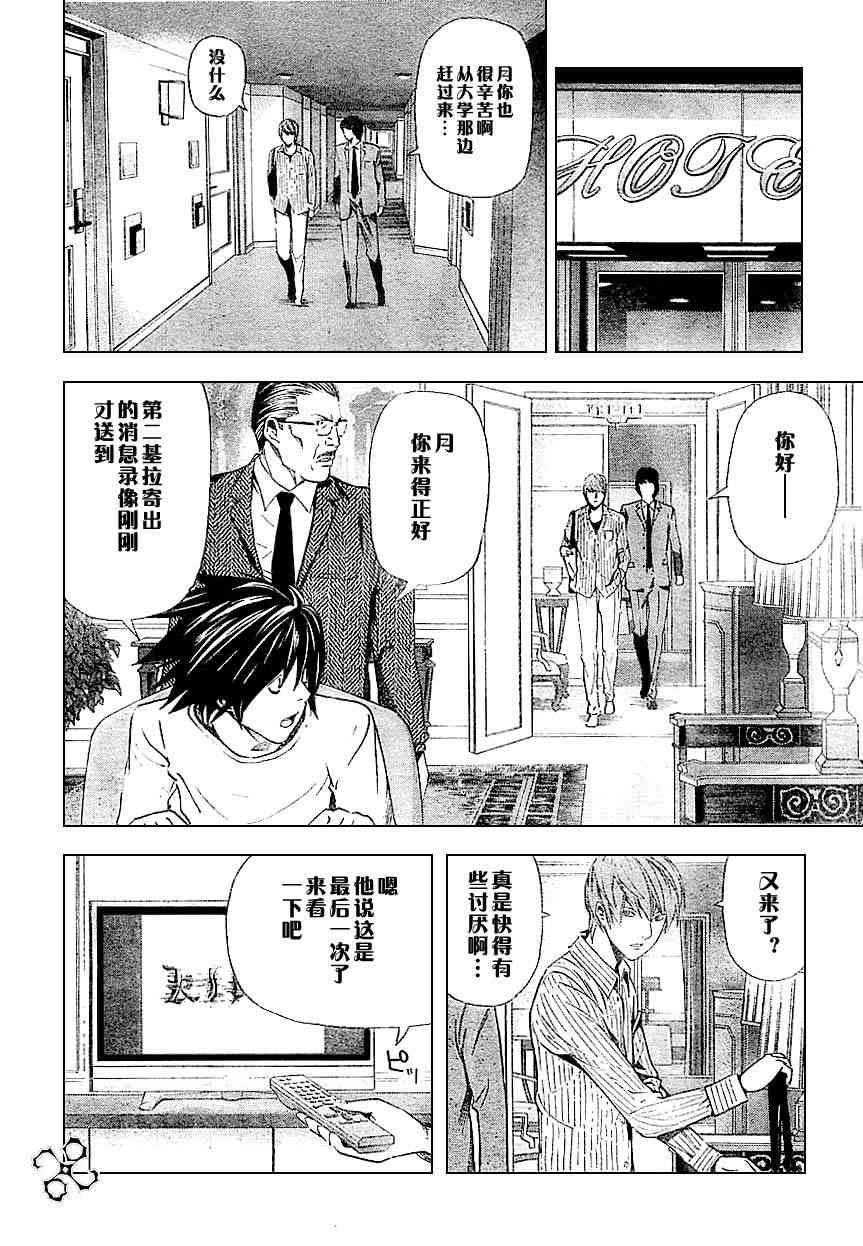 HOTE
月你也
很辛苦啊
从大学那边
赶过来…
没什么
你好——
月
你来得正好
第二基拉寄出
的消息录像刚刚
才送到
又来了？
真是快得有
些讨厌啊…
嗯
他说这是
最后一次了
来看
一下吧
ピッ